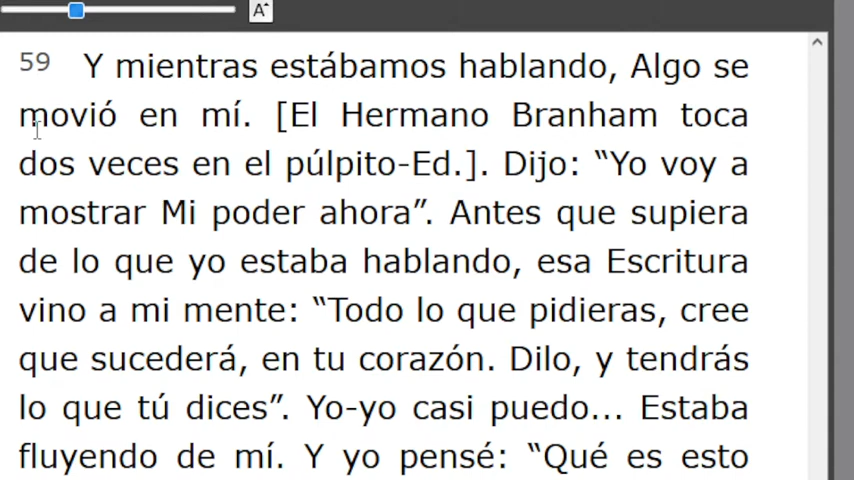 A
59 Y mientras estábamos hablando, Algo se
movió en mí. [El Hermano Branham toca
dos veces en el púlpito-Ed.]. Dijo: “Yo voy a
mostrar Mi poder ahora”. Antes que supiera
de lo que yo estaba hablando, esa Escritura
vino a mi mente: “Todo lo que pidieras, cree
que sucederá, en tu corazón. Dilo, y tendrás
lo que tú dices”. Yo-yo casi puedo... Estaba
fluyendo de mí. Y yo pensé: “Qué es esto